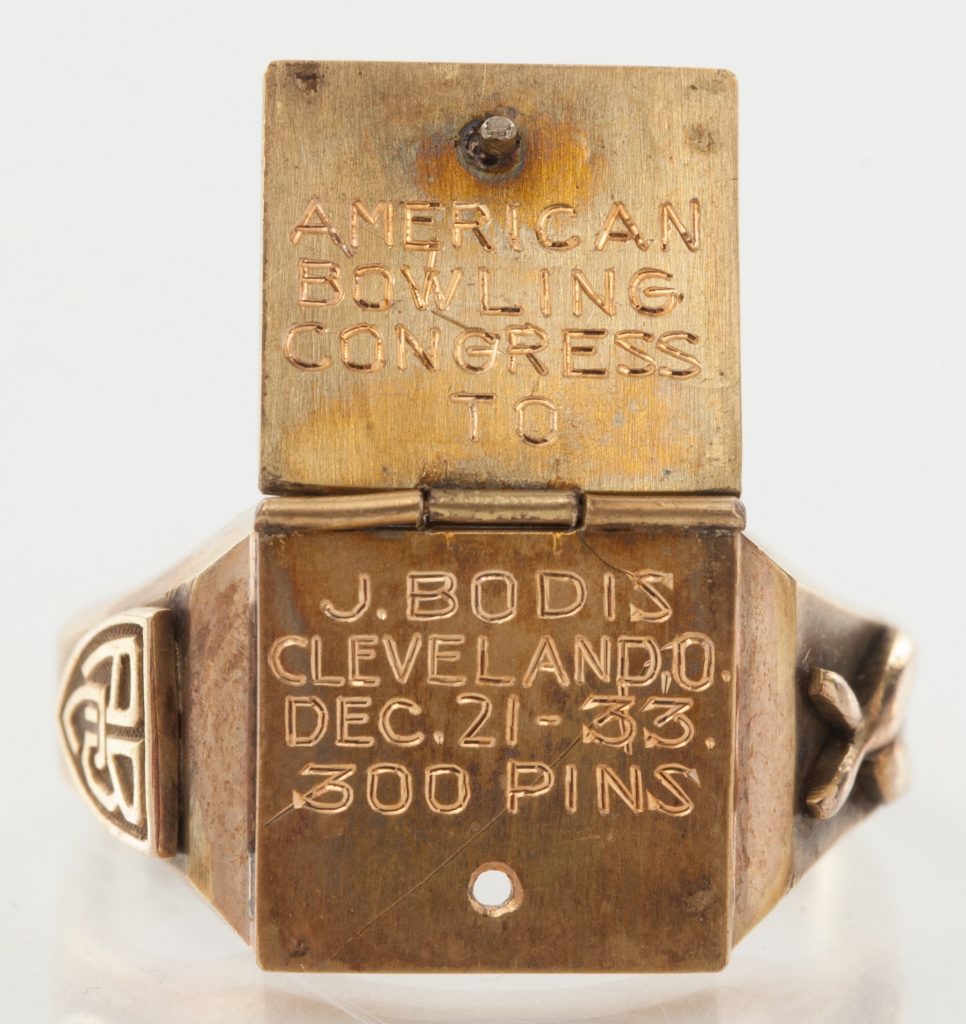 AMERICAN
BOWLING
CONGRESS
TO
J. BODIS
CLEVELAND, O.
DEC. 21-33.
300 PINS